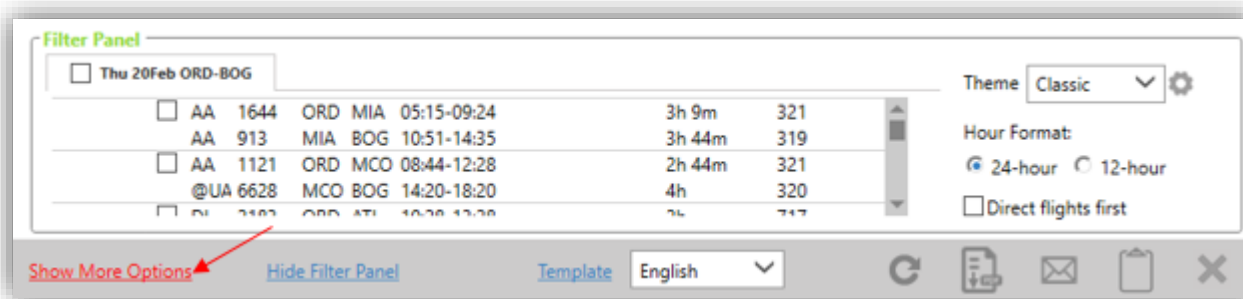 Filter Panel
Thu 20Feb ORD-BOG
AA 1644 ORD MIA 05:15-09:24 3h 9m 321
AA 913 MIA BOG 10:51-14:35 3h 44m 319
AA 1121 ORD MCO 08:44-12:28 2h 44m 321
@UA 6628 MCO BOG 14:20-18:20 4h 320
Theme Classic
Hour Format:
24-hour 12-hour
Direct flights first
Show More Options Hide Filter Panel Template English